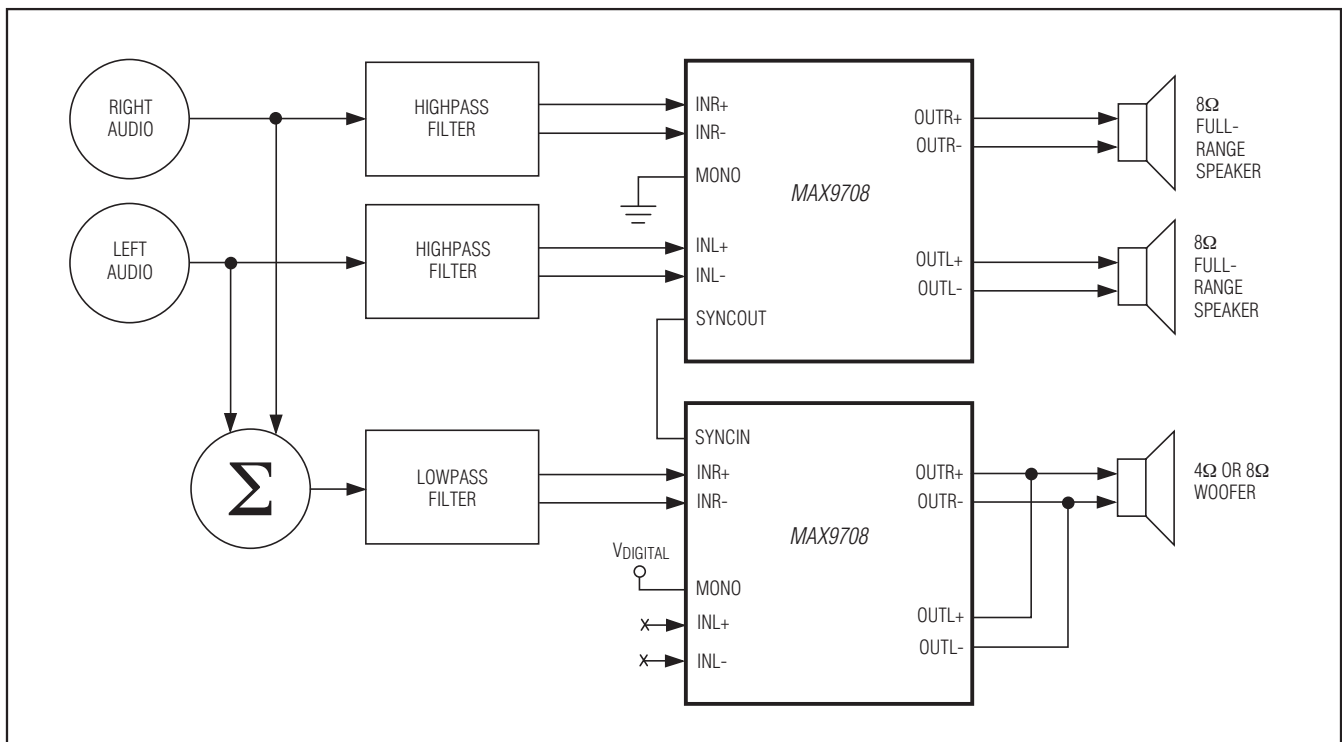 RIGHT
AUDIO
HIGHPASS
FILTER
INR+
INR-
MONO
MAX9708
OUTR+
OUTR-
8Ω
FULL-
RANGE
SPEAKER
LEFT
AUDIO
HIGHPASS
FILTER
INL+
INL-
SYNCOUT
OUTL+
OUTL-
8Ω
FULL-
RANGE
SPEAKER
Σ
LOWPASS
FILTER
SYNCIN
INR+
INR-
VDIGITAL
MONO
INL+
INL-
MAX9708
OUTR+
OUTR-
OUTL+
OUTL-
4Ω OR 8Ω
WOOFER